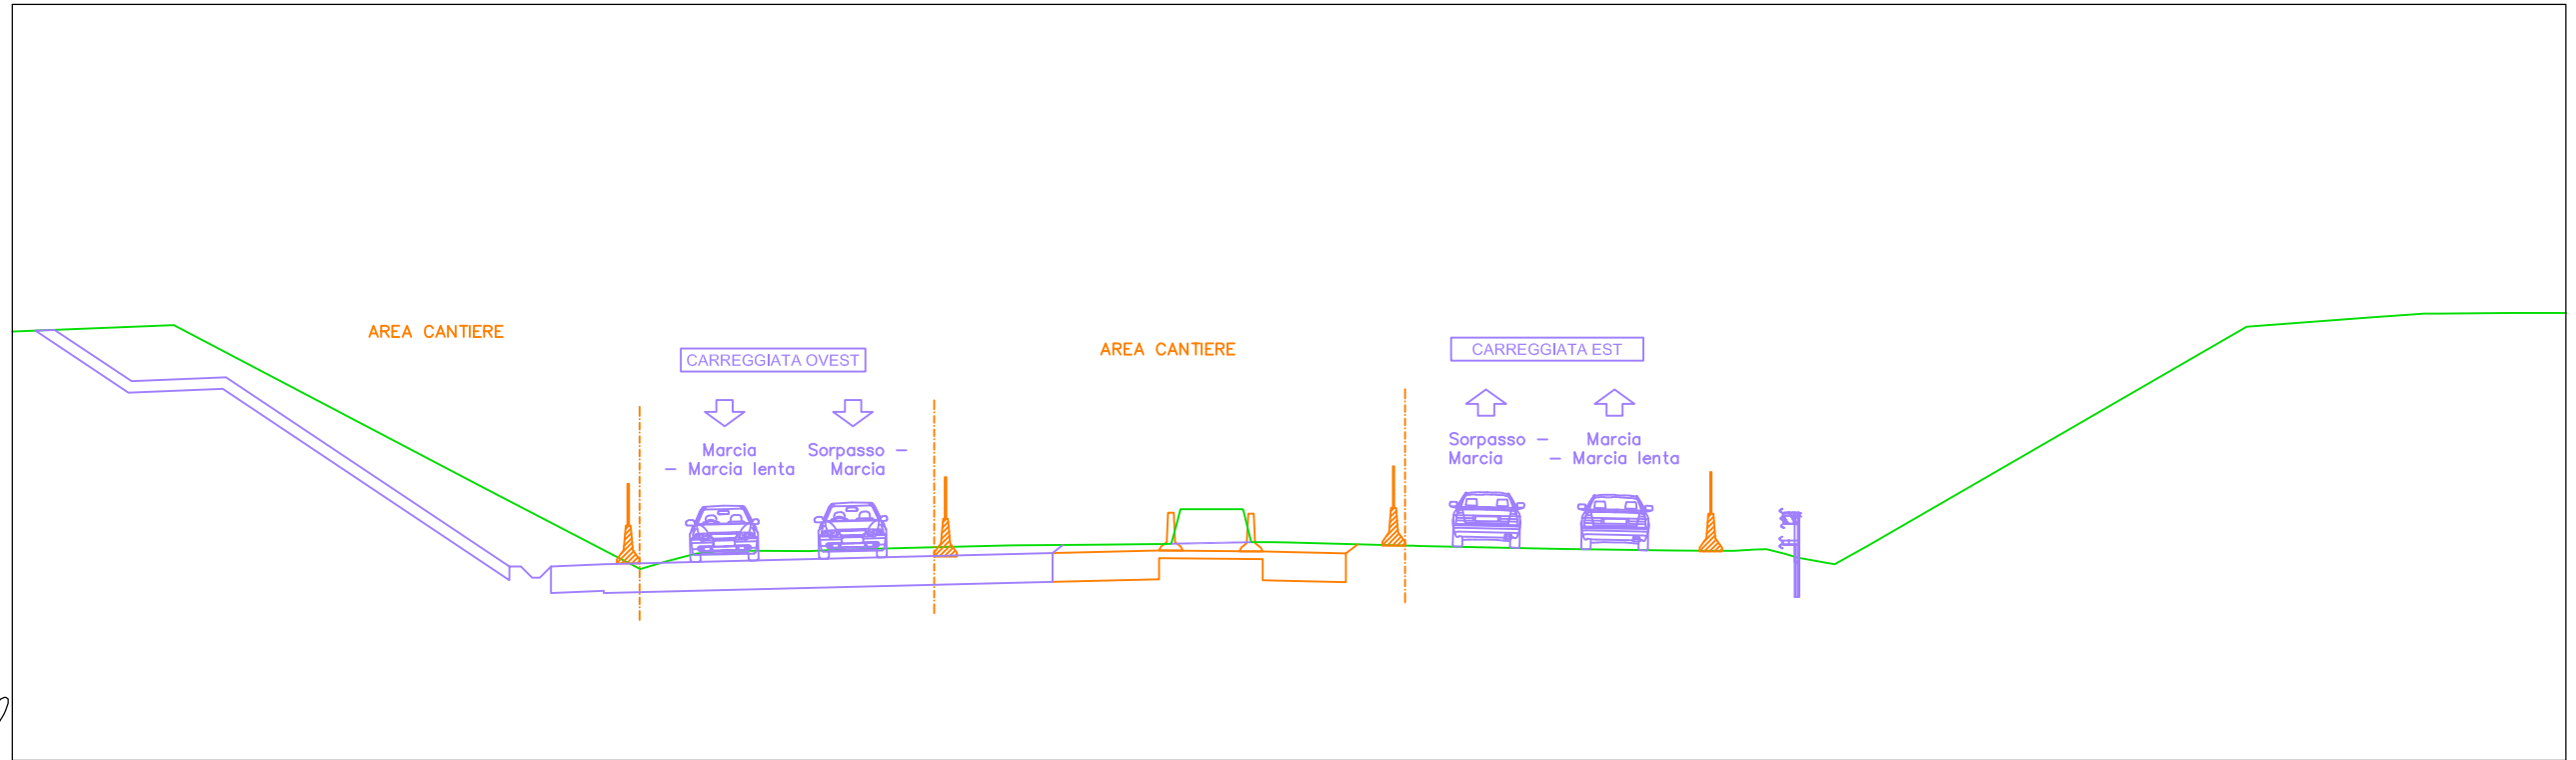 AREA CANTIERE
CARREGGIATA OVEST
Marcia
- Marcia lenta
Sorpasso -
Marcia
AREA CANTIERE
CARREGGIATA EST
Sorpasso -
Marcia
Marcia
- Marcia lenta